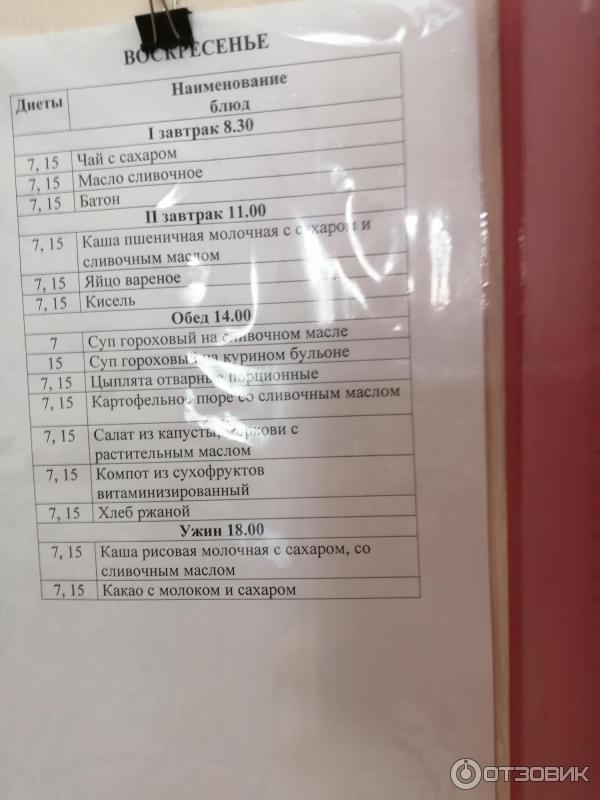 ВОСКРЕСЕНЬЕ
Диеты Наименование
блюд
I завтрак 8.30
7, 15 Чай с сахаром
7, 15 Масло сливочное
7, 15 Батон
II завтрак 11.00
7, 15 Каша пшеничная молочная с сахаром и
сливочным маслом
7, 15 Яйцо вареное
7, 15 Кисель
Обед 14.00
7 Суп гороховый на сливочном масле
15 Суп гороховый на курином бульоне
7, 15 Цыплята отварные порционные
7, 15 Картофельное пюре со сливочным маслом
7, 15 Салат из капусты, моркови с
растительным маслом
7, 15 Компот из сухофруктов
витаминизированный
7, 15 Хлеб ржаной
Ужин 18.00
7, 15 Каша рисовая молочная с сахаром, со
сливочным маслом
7, 15 Какао с молоком и сахаром
ОТЗОВИК